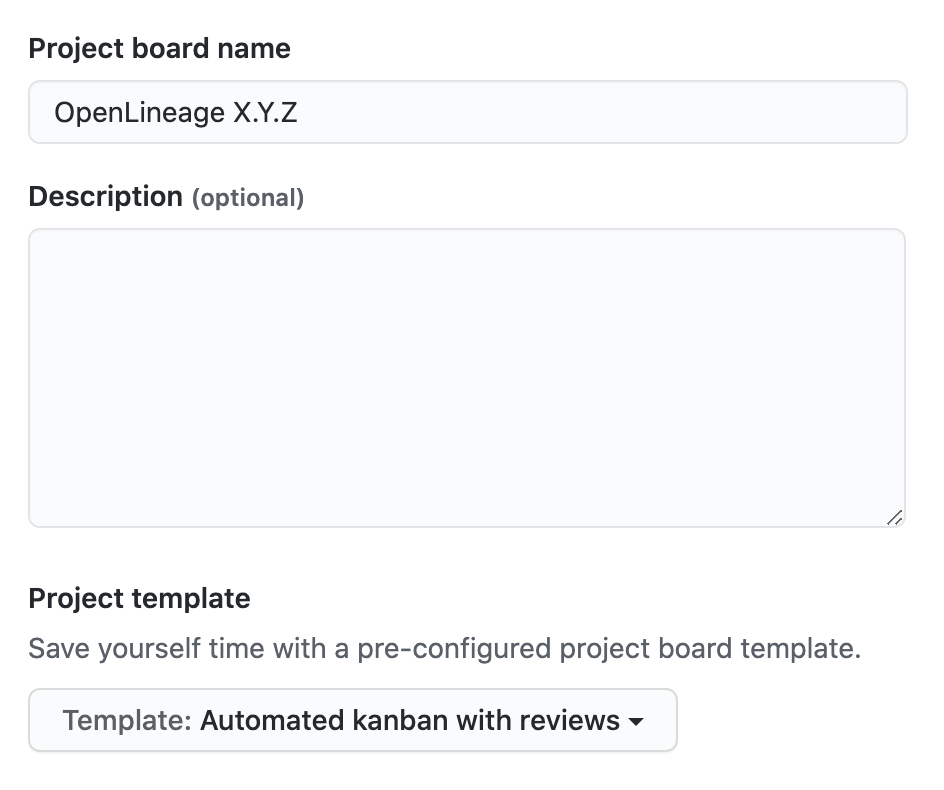 Project board name
OpenLineage X.Y.Z
Description (optional)
Project template
Save yourself time with a pre-configured project board template.
Template: Automated kanban with reviews